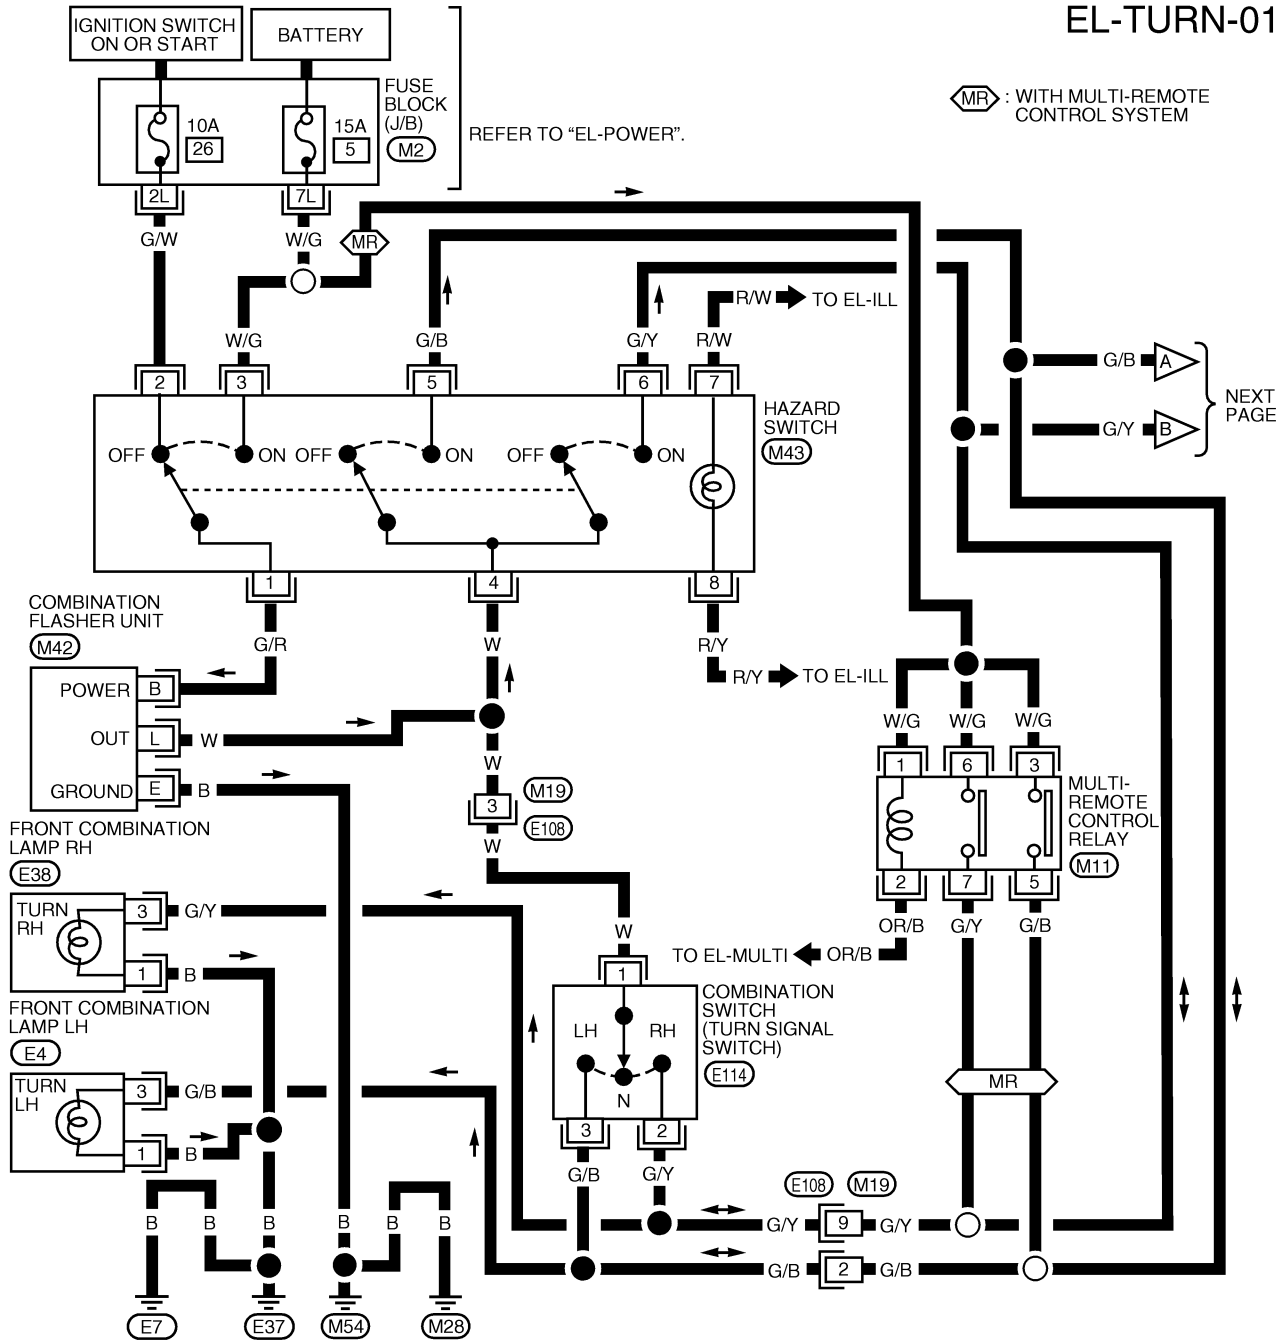 EL-TURN-01
IGNITION SWITCH
ON OR START
BATTERY
FUSE
BLOCK
(J/B)
M2
10A
26
15A
5
REFER TO “EL-POWER”.
MR : WITH MULTI-REMOTE
CONTROL SYSTEM
2L
7L
G/W
W/G
MR
R/W
TO EL-ILL
W/G
G/B
G/Y
R/W
G/B
A
G/Y
B
NEXT
PAGE
2
3
5
6
7
HAZARD
SWITCH
M43
OFF
ON
OFF
ON
OFF
ON
1
4
8
COMBINATION
FLASHER UNIT
M42
G/R
W
R/Y
R/Y
TO EL-ILL
POWER
B
OUT
L
W
GROUND
E
B
W
3
M19
E108
W
W/G
W/G
W/G
1
6
3
MULTI-
REMOTE
CONTROL
RELAY
M11
2
7
5
OR/B
G/Y
G/B
TO EL-MULTI
OR/B
FRONT COMBINATION
LAMP RH
E38
TURN
RH
3
G/Y
1
B
FRONT COMBINATION
LAMP LH
E4
TURN
LH
3
G/B
1
B
W
1
COMBINATION
SWITCH
(TURN SIGNAL
SWITCH)
E114
LH
RH
N
3
2
G/B
G/Y
MR
E108
M19
G/Y
9
G/Y
G/B
2
G/B
B
B
B
B
B
B
E7
E37
M54
M28